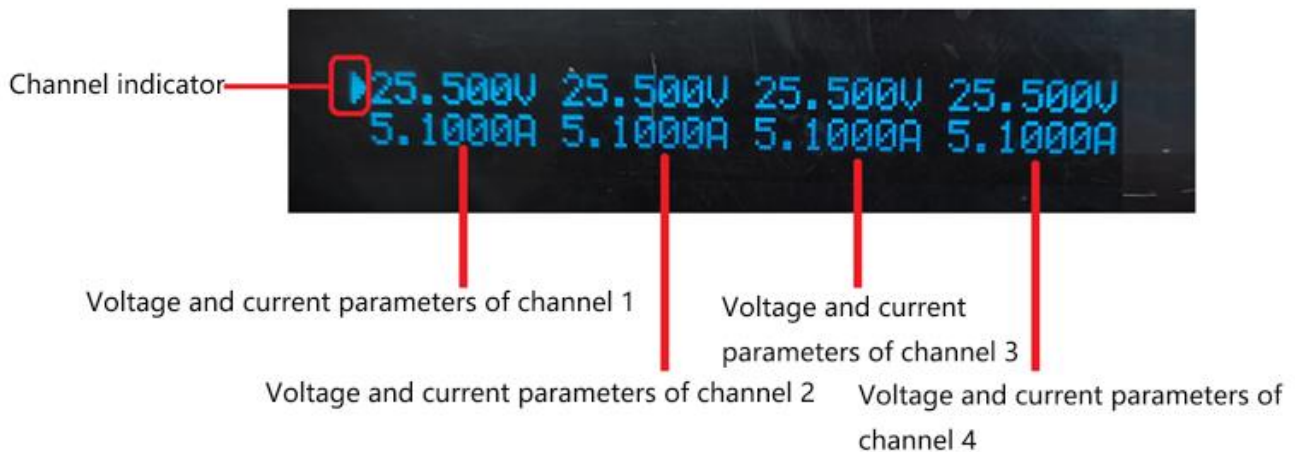 Channel indicator
25.500V 25.500V 25.500V 25.500V
5.1000A 5.1000A 5.1000A 5.1000A
Voltage and current parameters of channel 1
Voltage and current
parameters of channel 3
Voltage and current parameters of channel 2
Voltage and current parameters of
channel 4